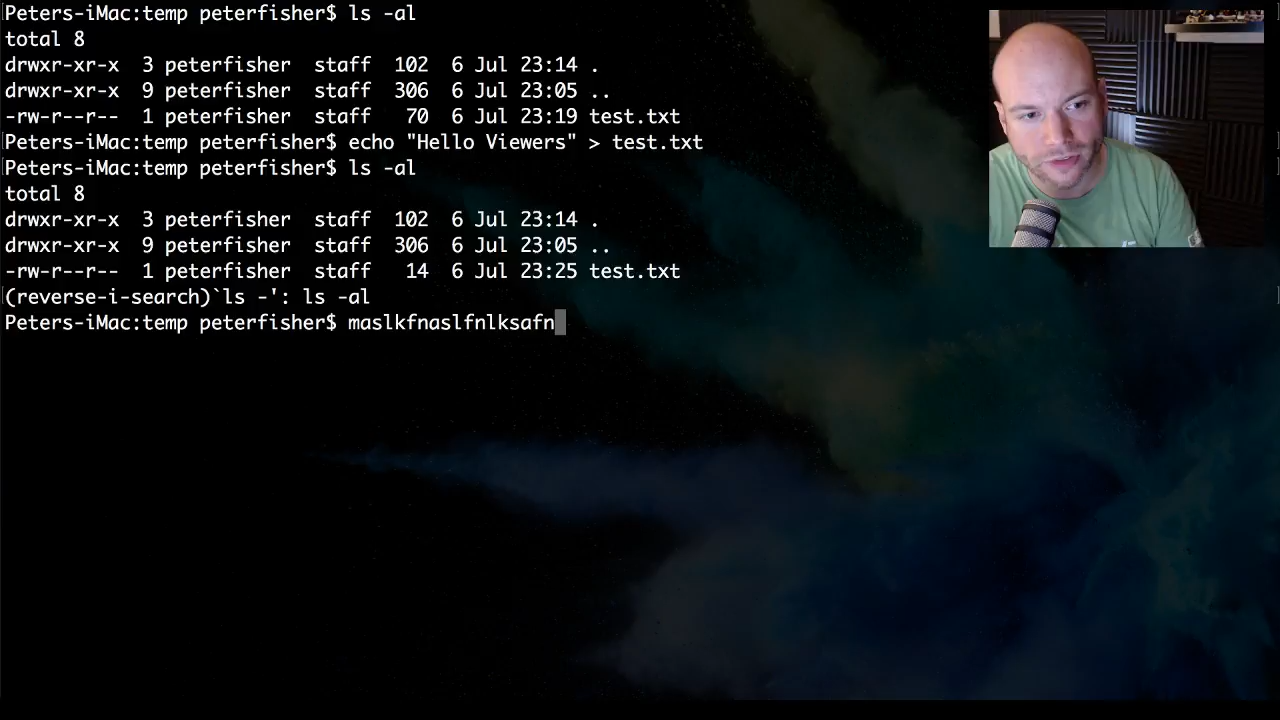 Peters-iMac:temp peterfisher$ ls -al
total 8
drwxr-xr-x  3 peterfisher  staff  102  6 Jul 23:14 .
drwxr-xr-x  9 peterfisher  staff  306  6 Jul 23:05 ..
-rw-r--r--  1 peterfisher  staff   70  6 Jul 23:19 test.txt
Peters-iMac:temp peterfisher$ echo "Hello Viewers" > test.txt
Peters-iMac:temp peterfisher$ ls -al
total 8
drwxr-xr-x  3 peterfisher  staff  102  6 Jul 23:14 .
drwxr-xr-x  9 peterfisher  staff  306  6 Jul 23:05 ..
-rw-r--r--  1 peterfisher  staff   14  6 Jul 23:25 test.txt
(reverse-i-search)`ls -': ls -al
Peters-iMac:temp peterfisher$ maslkfnaslfnlksafn